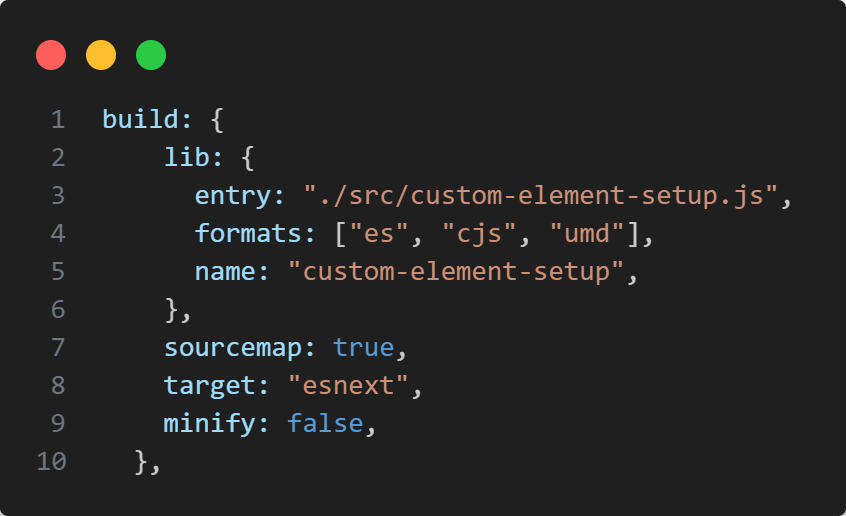 1 build: {
2     lib: {
3       entry: "./src/custom-element-setup.js",
4       formats: ["es", "cjs", "umd"],
5       name: "custom-element-setup",
6     },
7     sourcemap: true,
8     target: "esnext",
9     minify: false,
10   },